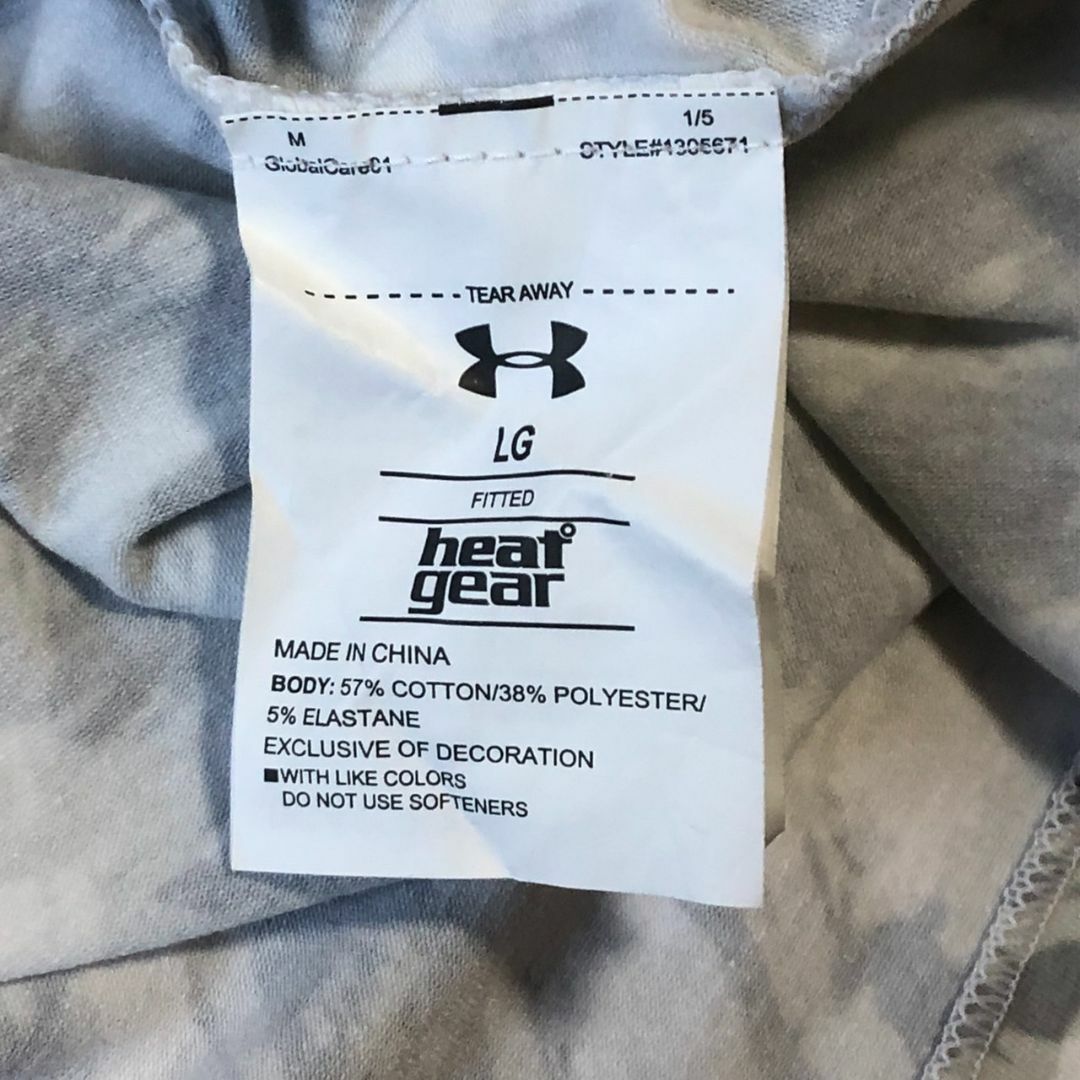 M 1/5
GlobalCare01 STYLE#1305671
TEAR AWAY
LG
FITTED
heat
gear
MADE IN CHINA
BODY: 57% COTTON/38% POLYESTER/
5% ELASTANE
EXCLUSIVE OF DECORATION
WITH LIKE COLORS
DO NOT USE SOFTENERS